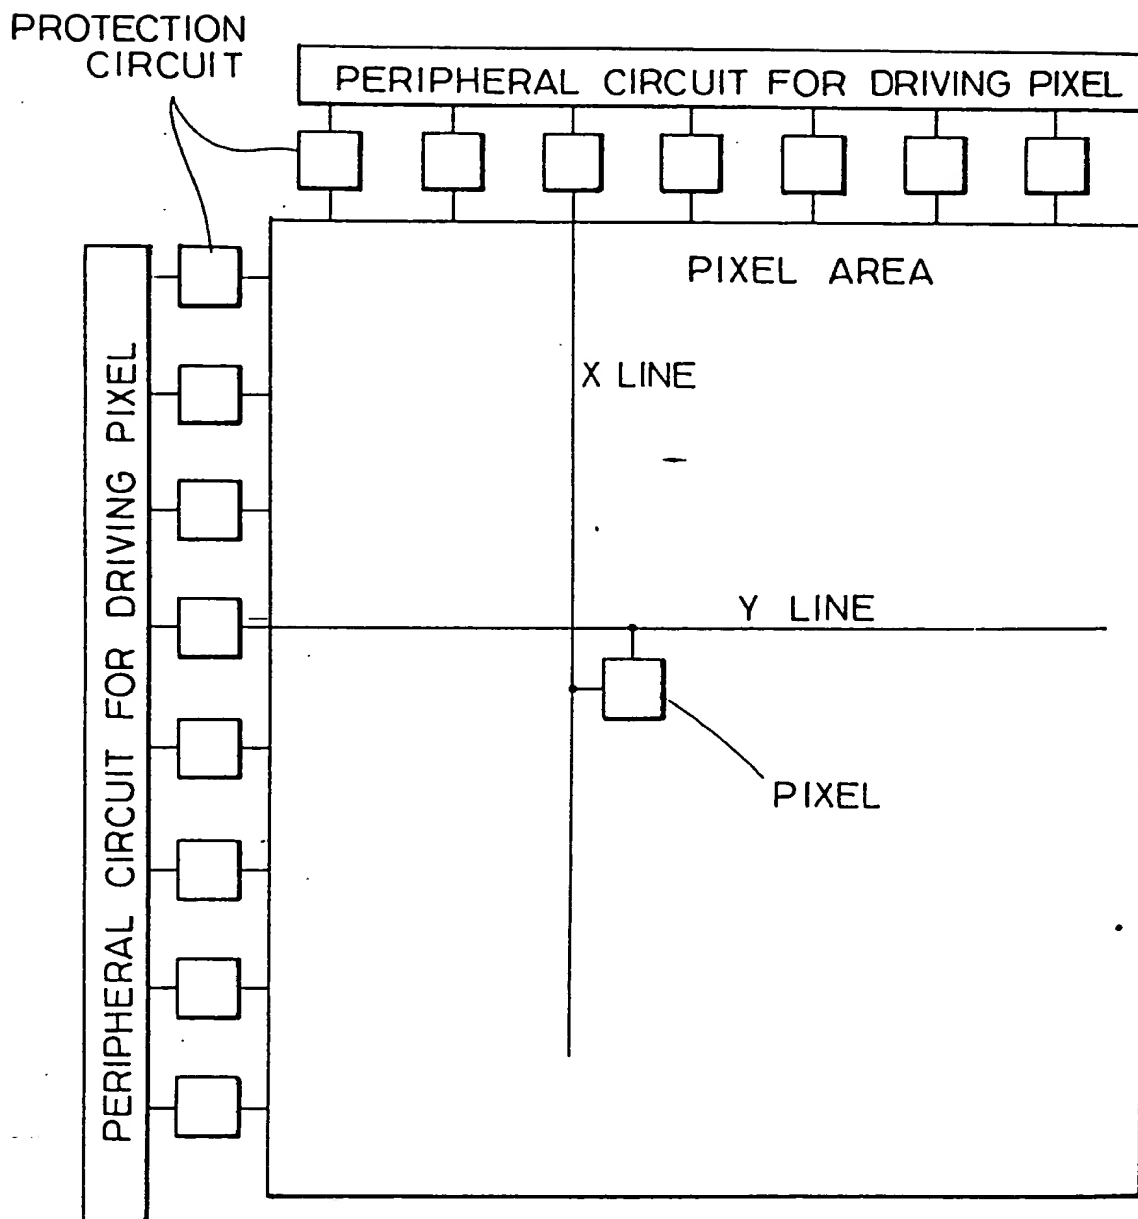 PROTECTION
CIRCUIT
PERIPHERAL CIRCUIT FOR DRIVING PIXEL
PIXEL AREA
X LINE
Y LINE
PIXEL
PERIPHERAL CIRCUIT FOR DRIVING PIXEL